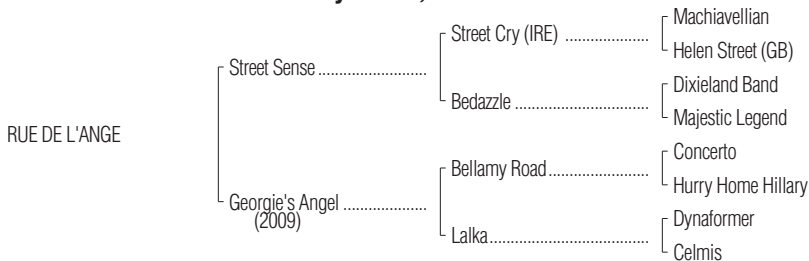 Machiavellian
Street Cry (IRE) ....................
Helen Street (GB)
Street Sense ..........................
Dixieland Band
Bedazzle ................................
Majestic Legend
RUE DE L'ANGE
Concerto
Bellamy Road........................
Hurry Home Hillary
Georgie's Angel ....................
(2009)
Dynaformer
Lalka......................................
Celmis